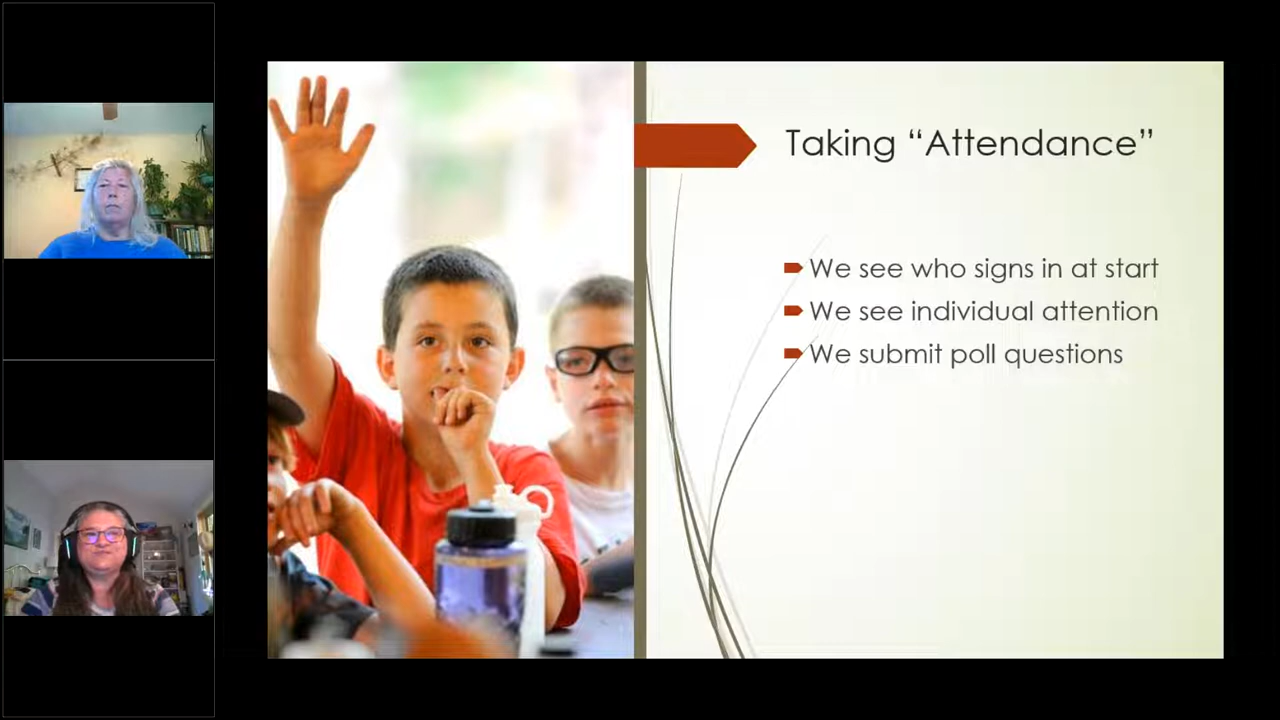 Taking “Attendance”
We see who signs in at start
We see individual attention
We submit poll questions